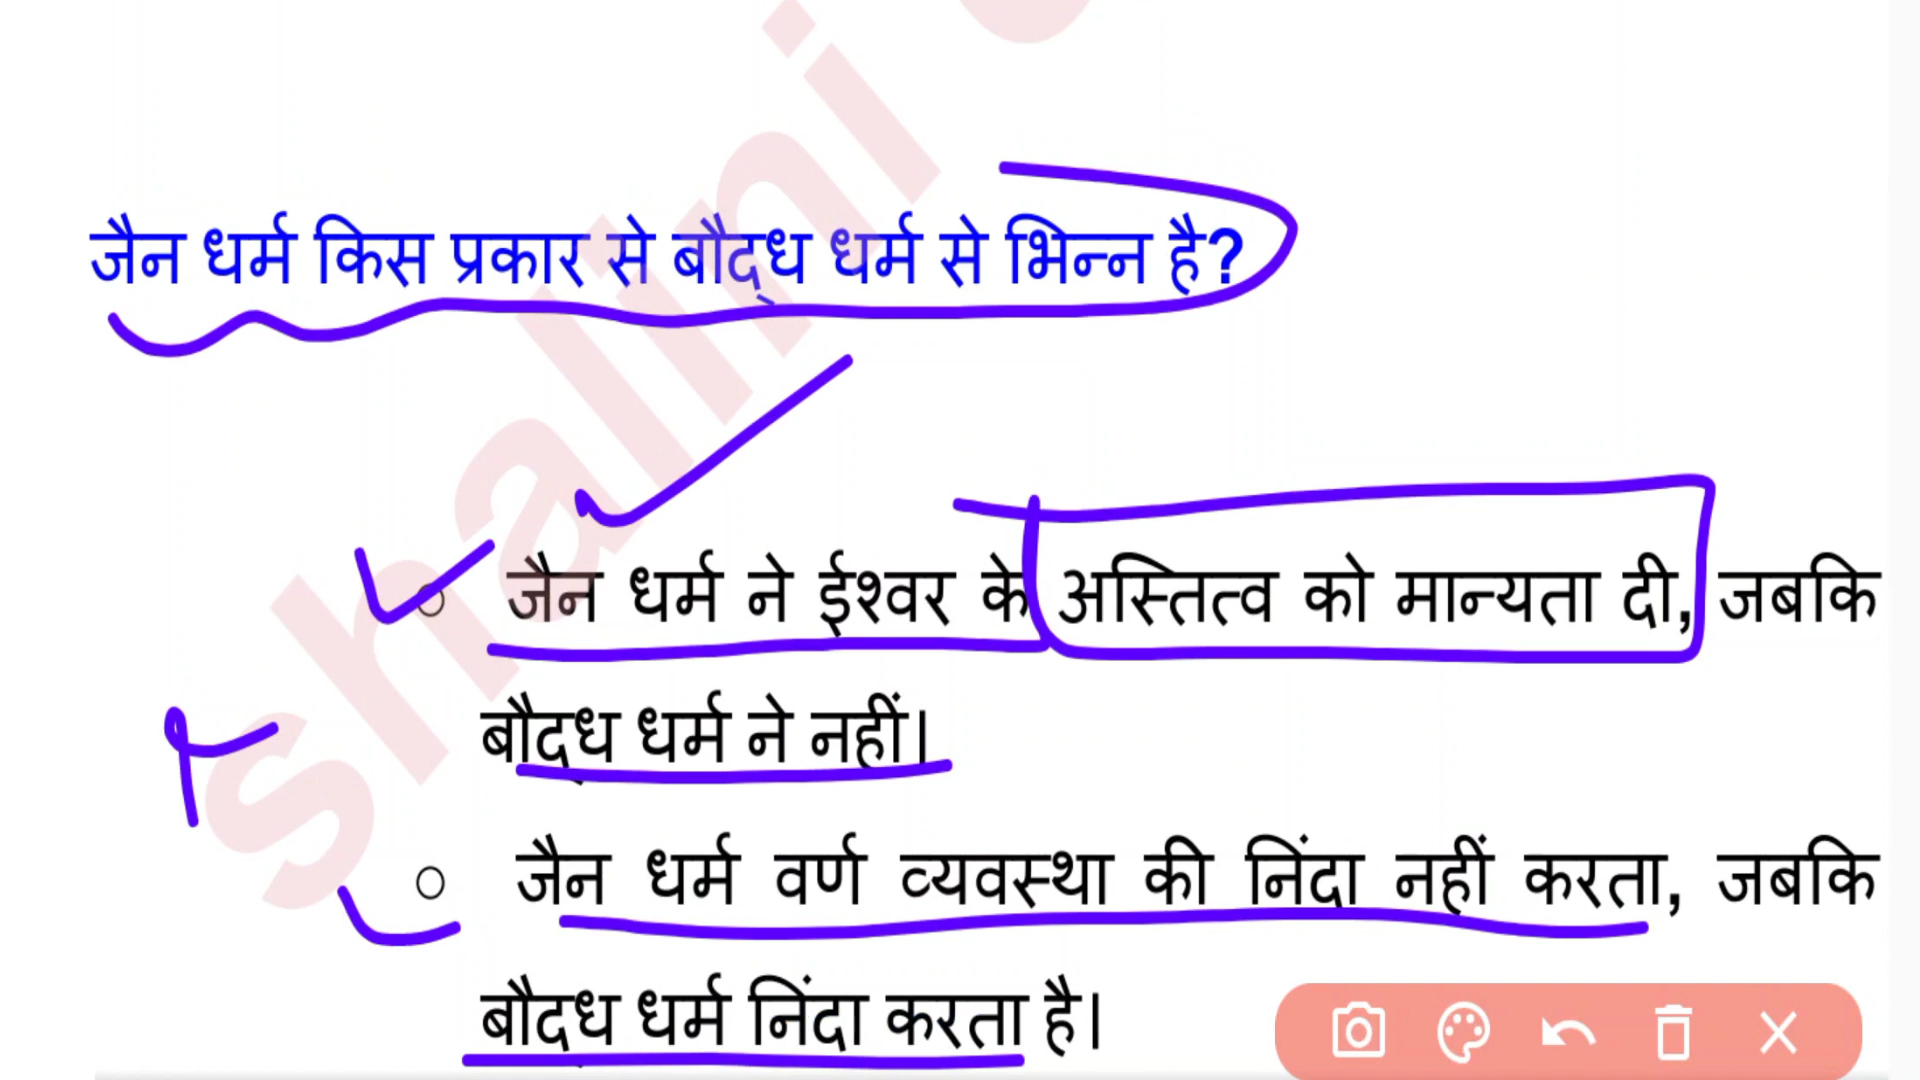 जैन धर्म किस प्रकार से बौद्ध धर्म से भिन्न है?
जैन धर्म ने ईश्वर के अस्तित्व को मान्यता दी, जबकि
बौद्ध धर्म ने नहीं।
जैन धर्म वर्ण व्यवस्था की निंदा नहीं करता, जबकि
बौद्ध धर्म निंदा करता है।
shalini